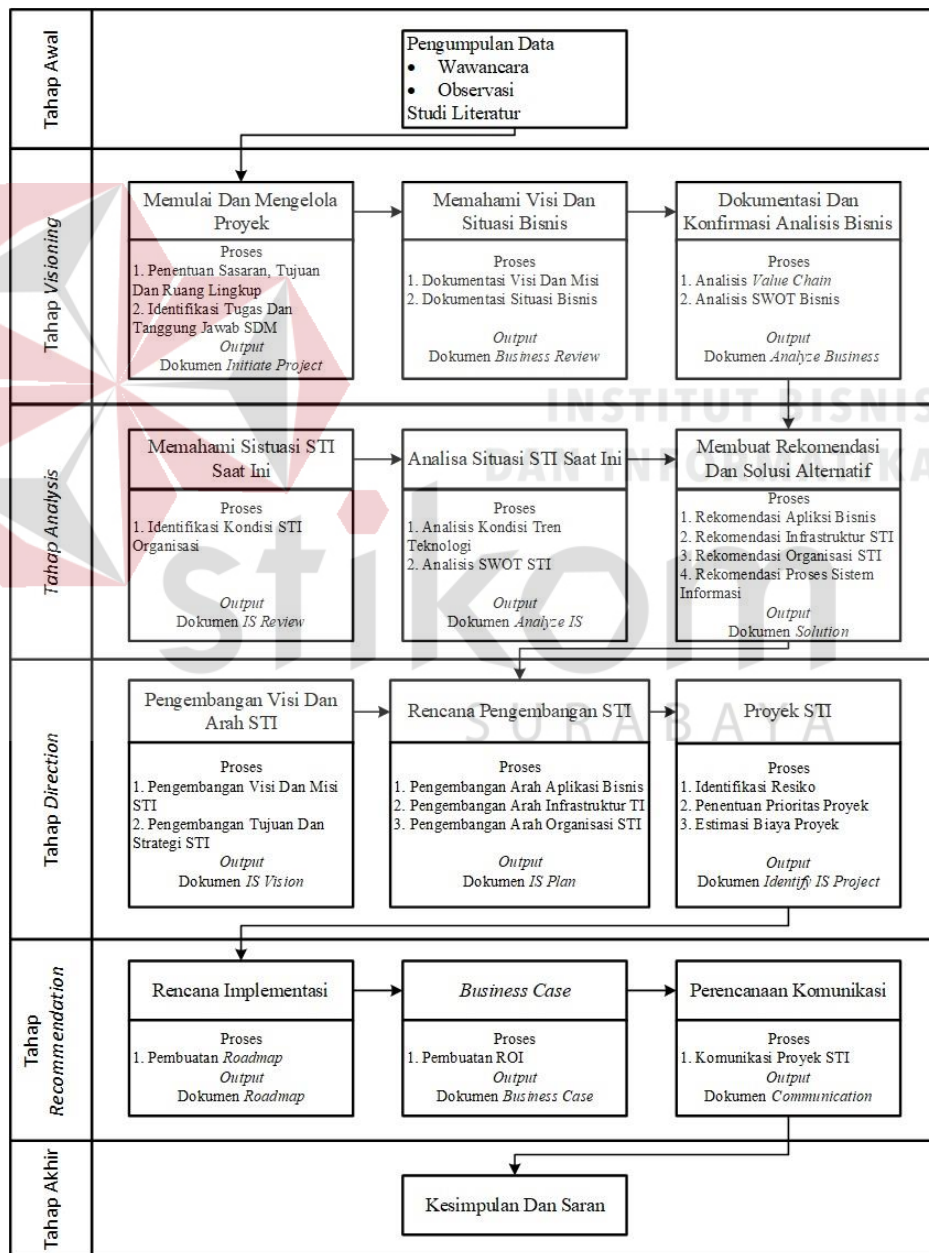 Tahap Awal
Pengumpulan Data
• Wawancara
• Observasi
Studi Literatur
Tahap Visioning
Memulai Dan Mengelola
Proyek
Proses
1. Penentuan Sasaran, Tujuan
Dan Ruang Lingkup
2. Identifikasi Tugas Dan
Tanggung Jawab SDM
Output
Dokumen Initiate Project
Memahami Visi Dan
Situasi Bisnis
Proses
1. Dokumentasi Visi Dan Misi
2. Dokumentasi Situasi Bisnis
Output
Dokumen Business Review
Dokumentasi Dan
Konfirmasi Analisis Bisnis
Proses
1. Analisis Value Chain
2. Analisis SWOT Bisnis
Output
Dokumen Analyze Business
INSTITUT BISNIS
DAN INFORMATIKA
stikom
SURABAYA
Tahap Analysis
Memahami Sistuasi STI
Saat Ini
Proses
1. Identifikasi Kondisi STI
Organisasi
Output
Dokumen IS Review
Analisa Situasi STI Saat Ini
Proses
1. Analisis Kondisi Tren
Teknologi
2. Analisis SWOT STI
Output
Dokumen Analyze IS
Membuat Rekomendasi
Dan Solusi Alternatif
Proses
1. Rekomendasi Apliksi Bisnis
2. Rekomendasi Infrastruktur STI
3. Rekomendasi Organisasi STI
4. Rekomendasi Proses Sistem
Informasi
Output
Dokumen Solution
Tahap Direction
Pengembangan Visi Dan
Arah STI
Proses
1. Pengembangan Visi Dan Misi
STI
2. Pengembangan Tujuan Dan
Strategi STI
Output
Dokumen IS Vision
Rencana Pengembangan STI
Proses
1. Pengembangan Arah Aplikasi Bisnis
2. Pengembangan Arah Infrastruktur TI
3. Pengembangan Arah Organisasi STI
Output
Dokumen IS Plan
Proyek STI
Proses
1. Identifikasi Resiko
2. Penentuan Prioritas Proyek
3. Estimasi Biaya Proyek
Output
Dokumen Identify IS Project
Tahap
Recommendation
Rencana Implementasi
Proses
1. Pembuatan Roadmap
Output
Dokumen Roadmap
Business Case
Proses
1. Pembuatan ROI
Output
Dokumen Business Case
Perencanaan Komunikasi
Proses
1. Komunikasi Proyek STI
Output
Dokumen Communication
Tahap Akhir
Kesimpulan Dan Saran